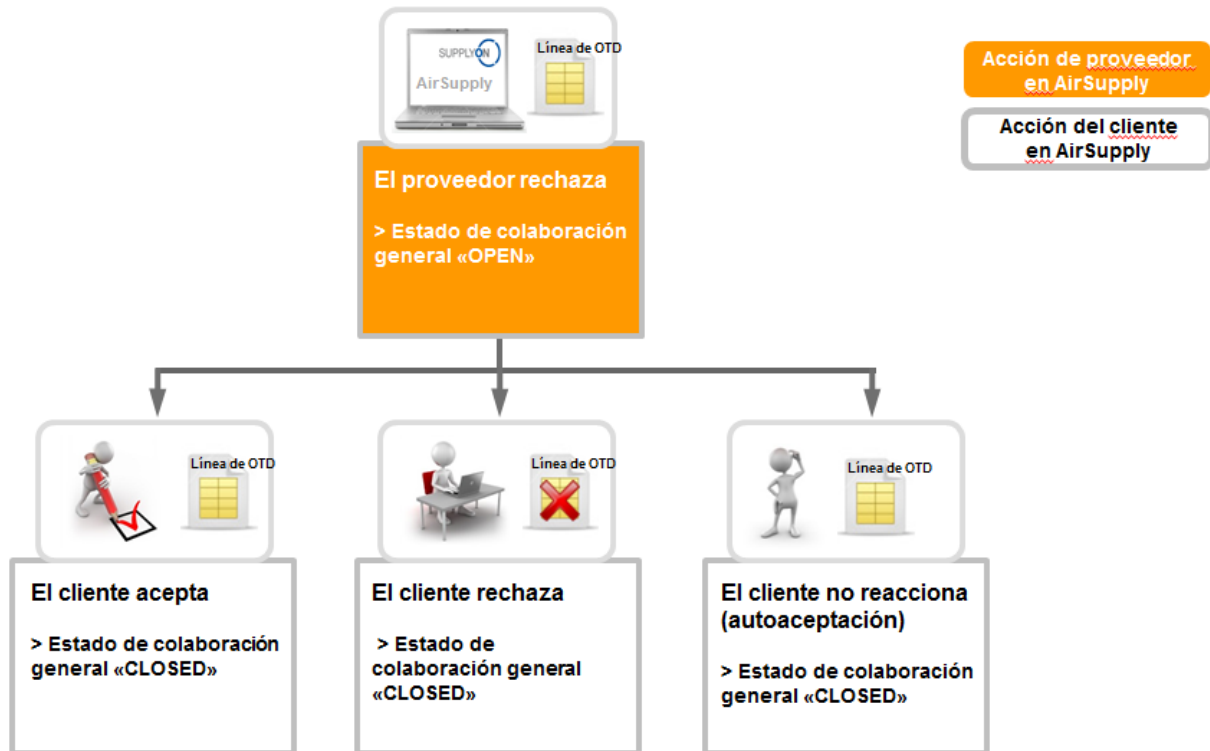 SUPPLYON
AirSupply
Línea de OTD
Acción de proveedor
en AirSupply
Acción del cliente
en AirSupply
El proveedor rechaza
> Estado de colaboración
general «OPEN»
Línea de OTD
Línea de OTD
Línea de OTD
El cliente acepta
> Estado de colaboración
general «CLOSED»
El cliente rechaza
> Estado de
colaboración general
«CLOSED»
El cliente no reacciona
(autoaceptación)
> Estado de colaboración
general «CLOSED»